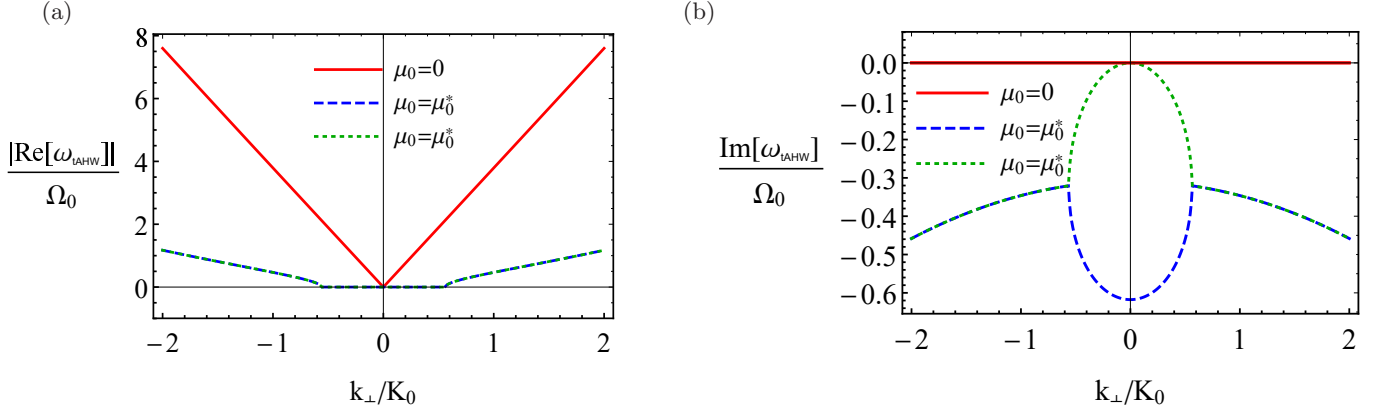 (a)
8
6
4
2
0
|Re[ω_tAHW]|
Ω₀
μ₀=0
μ₀=μ₀*
μ₀=μ₀*
−2 −1 0 1 2
k⊥/K₀
(b)
0.0
−0.1
−0.2
−0.3
−0.4
−0.5
−0.6
Im[ω_tAHW]
Ω₀
μ₀=0
μ₀=μ₀*
μ₀=μ₀*
−2 −1 0 1 2
k⊥/K₀